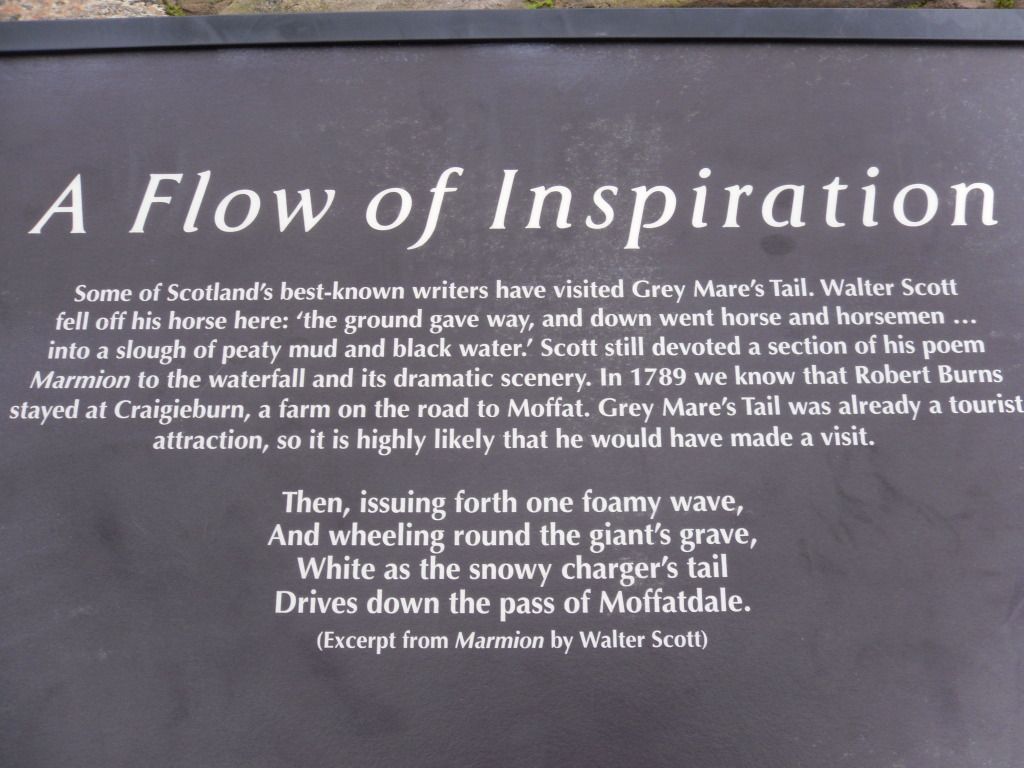 A Flow of Inspiration
Some of Scotland's best-known writers have visited Grey Mare's Tail. Walter Scott
fell off his horse here: ‘the ground gave way, and down went horse and horsemen …
into a slough of peaty mud and black water.’ Scott still devoted a section of his poem
Marmion to the waterfall and its dramatic scenery. In 1789 we know that Robert Burns
stayed at Craigieburn, a farm on the road to Moffat. Grey Mare's Tail was already a tourist
attraction, so it is highly likely that he would have made a visit.
Then, issuing forth one foamy wave,
And wheeling round the giant's grave,
White as the snowy charger's tail
Drives down the pass of Moffatdale.
(Excerpt from Marmion by Walter Scott)